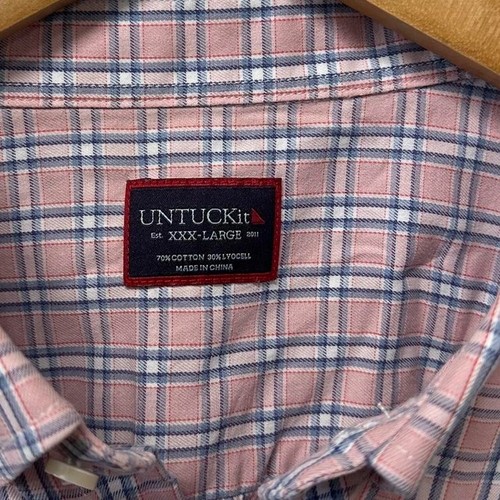 UNTUCKit
Est. XXX-LARGE 2011
70% COTTON 30% LYOCELL
MADE IN CHINA